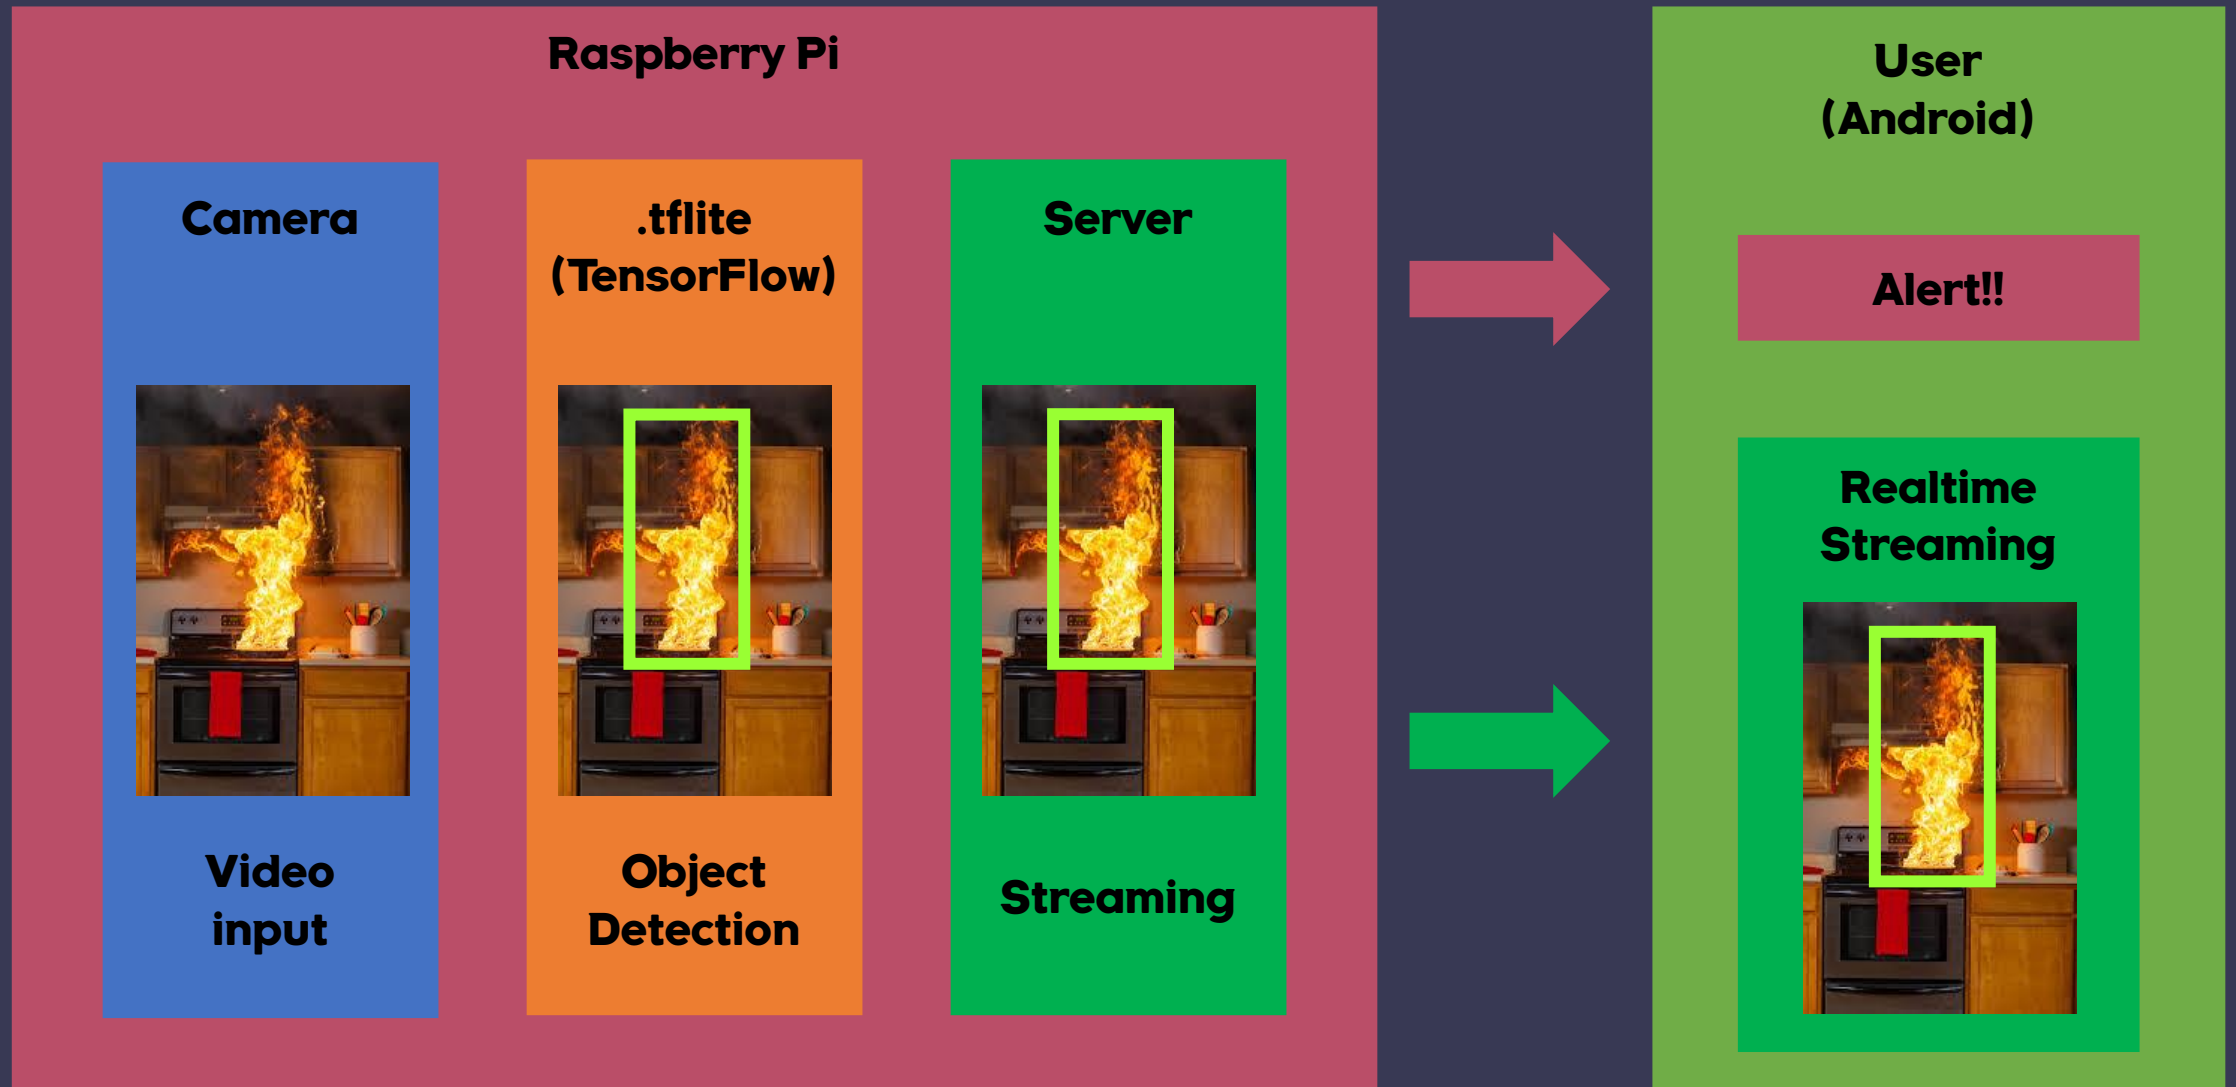 Raspberry Pi
Camera
Video
input
.tflite
(TensorFlow)
Object
Detection
Server
Streaming
User
(Android)
Alert!!
Realtime
Streaming